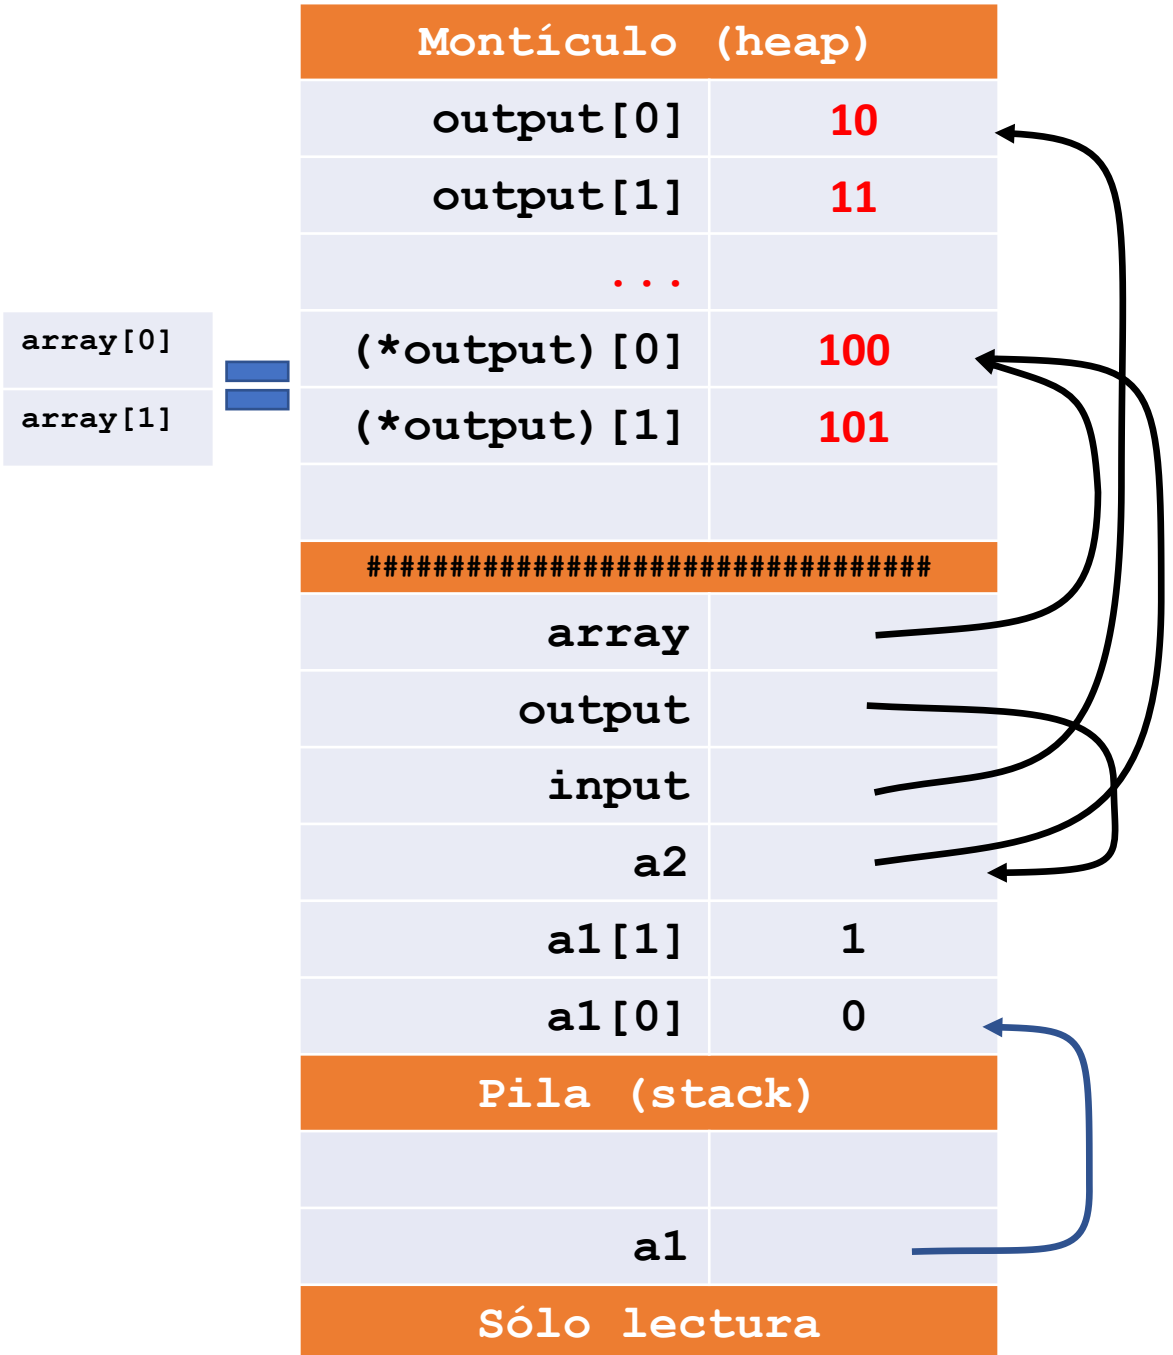 Montículo (heap)
output[0] 10
output[1] 11
...
array[0]
(*output)[0] 100
array[1]
(*output)[1] 101
##################################
array
output
input
a2
a1[1] 1
a1[0] 0
Pila (stack)
a1
Sólo lectura